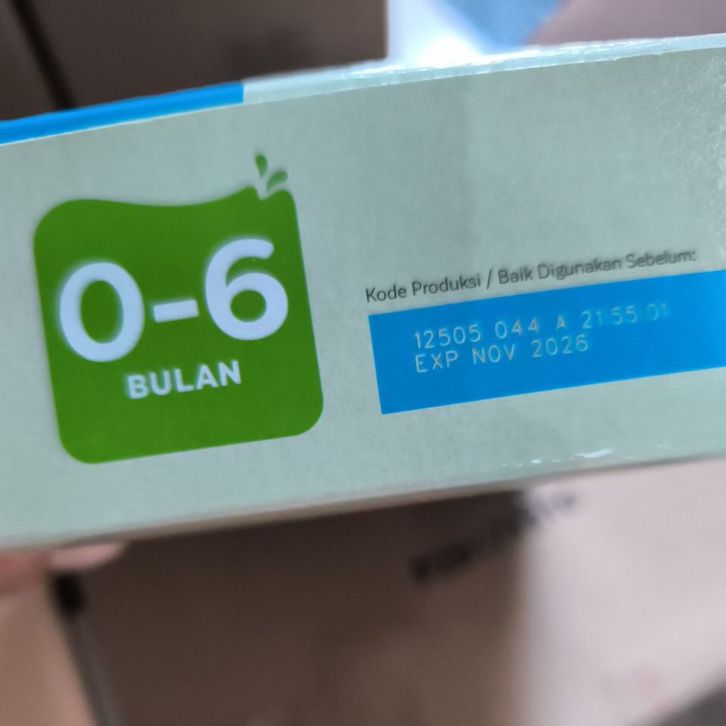 0-6
BULAN
Kode Produksi / Baik Digunakan Sebelum:
12505 044 A 21:55 01
EXP NOV 2026